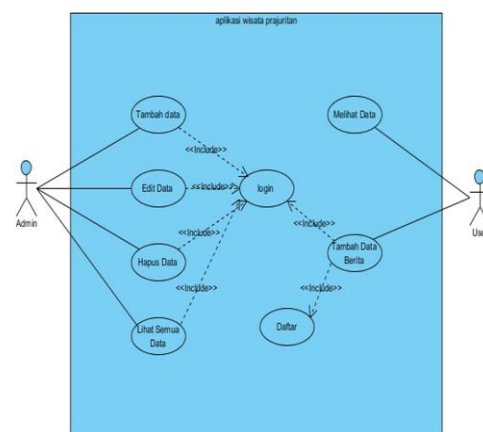 aplikasi wisata prajuritan
Tambah data
Melihat Data
<<Include>>
Admin
Edit Data
<<Include>>
login
User
<<Include>>
<<Include>>
Hapus Data
Tambah Data
Berita
<<Include>>
<<Include>>
Daftar
Lihat Semua
Data